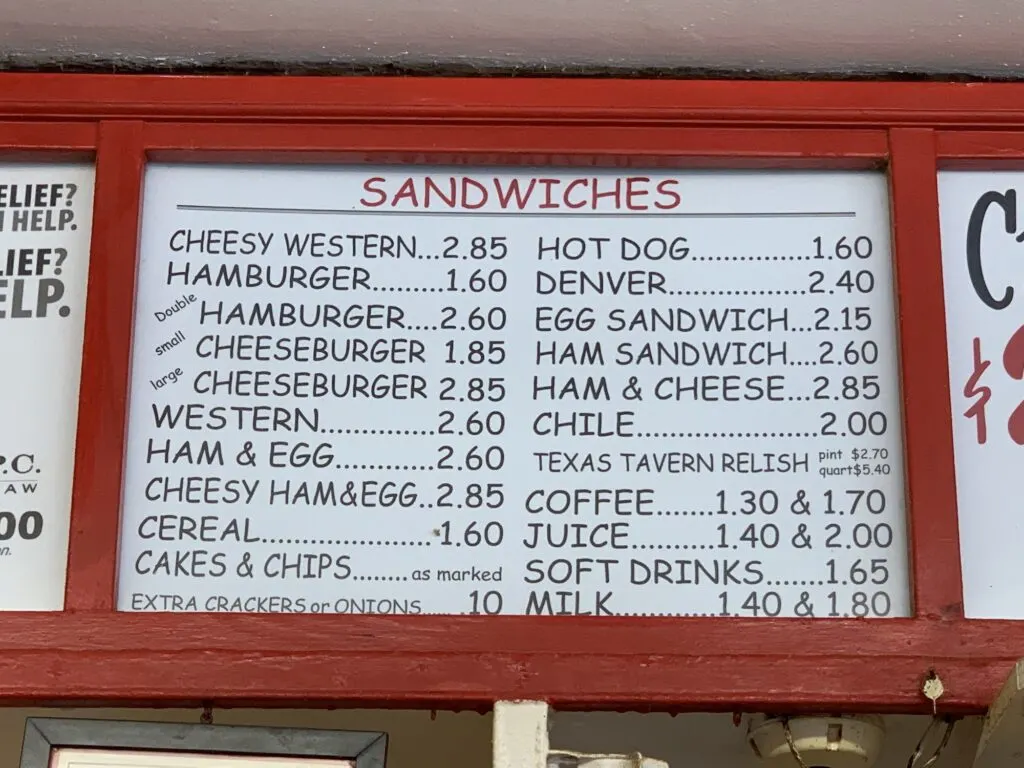 ELIEF?
HELP.
LIEF?
ELP.
P.C.
AW
00
SANDWICHES
CHEESY WESTERN...2.85
HAMBURGER.........1.60
Double HAMBURGER....2.60
small CHEESEBURGER 1.85
large CHEESEBURGER 2.85
WESTERN..............2.60
HAM & EGG............2.60
CHEESY HAM&EGG..2.85
CEREAL.....................1.60
CAKES & CHIPS........as marked
EXTRA CRACKERS or ONIONS......10
HOT DOG...............1.60
DENVER.................2.40
EGG SANDWICH...2.15
HAM SANDWICH....2.60
HAM & CHEESE...2.85
CHILE......................2.00
TEXAS TAVERN RELISH pint $2.70
quart$5.40
COFFEE.......1.30 & 1.70
JUICE..........1.40 & 2.00
SOFT DRINKS.......1.65
MILK............1.40 & 1.80
C
$